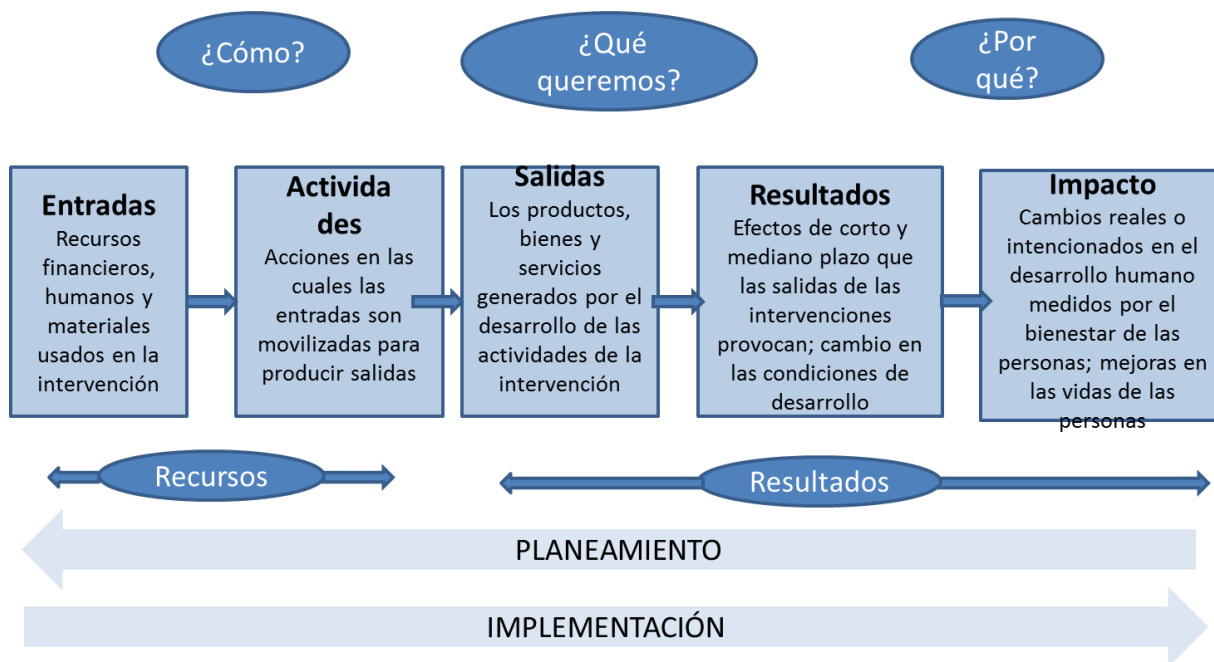 ¿Cómo?
¿Qué
queremos?
¿Por
qué?
Entradas
Recursos
financieros,
humanos y
materiales
usados en la
intervención
Activida
des
Acciones en las
cuales las
entradas son
movilizadas para
producir salidas
Salidas
Los productos,
bienes y
servicios
generados por el
desarrollo de las
actividades de la
intervención
Resultados
Efectos de corto y
mediano plazo que
las salidas de las
intervenciones
provocan; cambio en
las condiciones de
desarrollo
Impacto
Cambios reales o
intencionados en el
desarrollo humano
medidos por el
bienestar de las
personas; mejoras en
las vidas de las
personas
Recursos
Resultados
PLANEAMIENTO
IMPLEMENTACIÓN